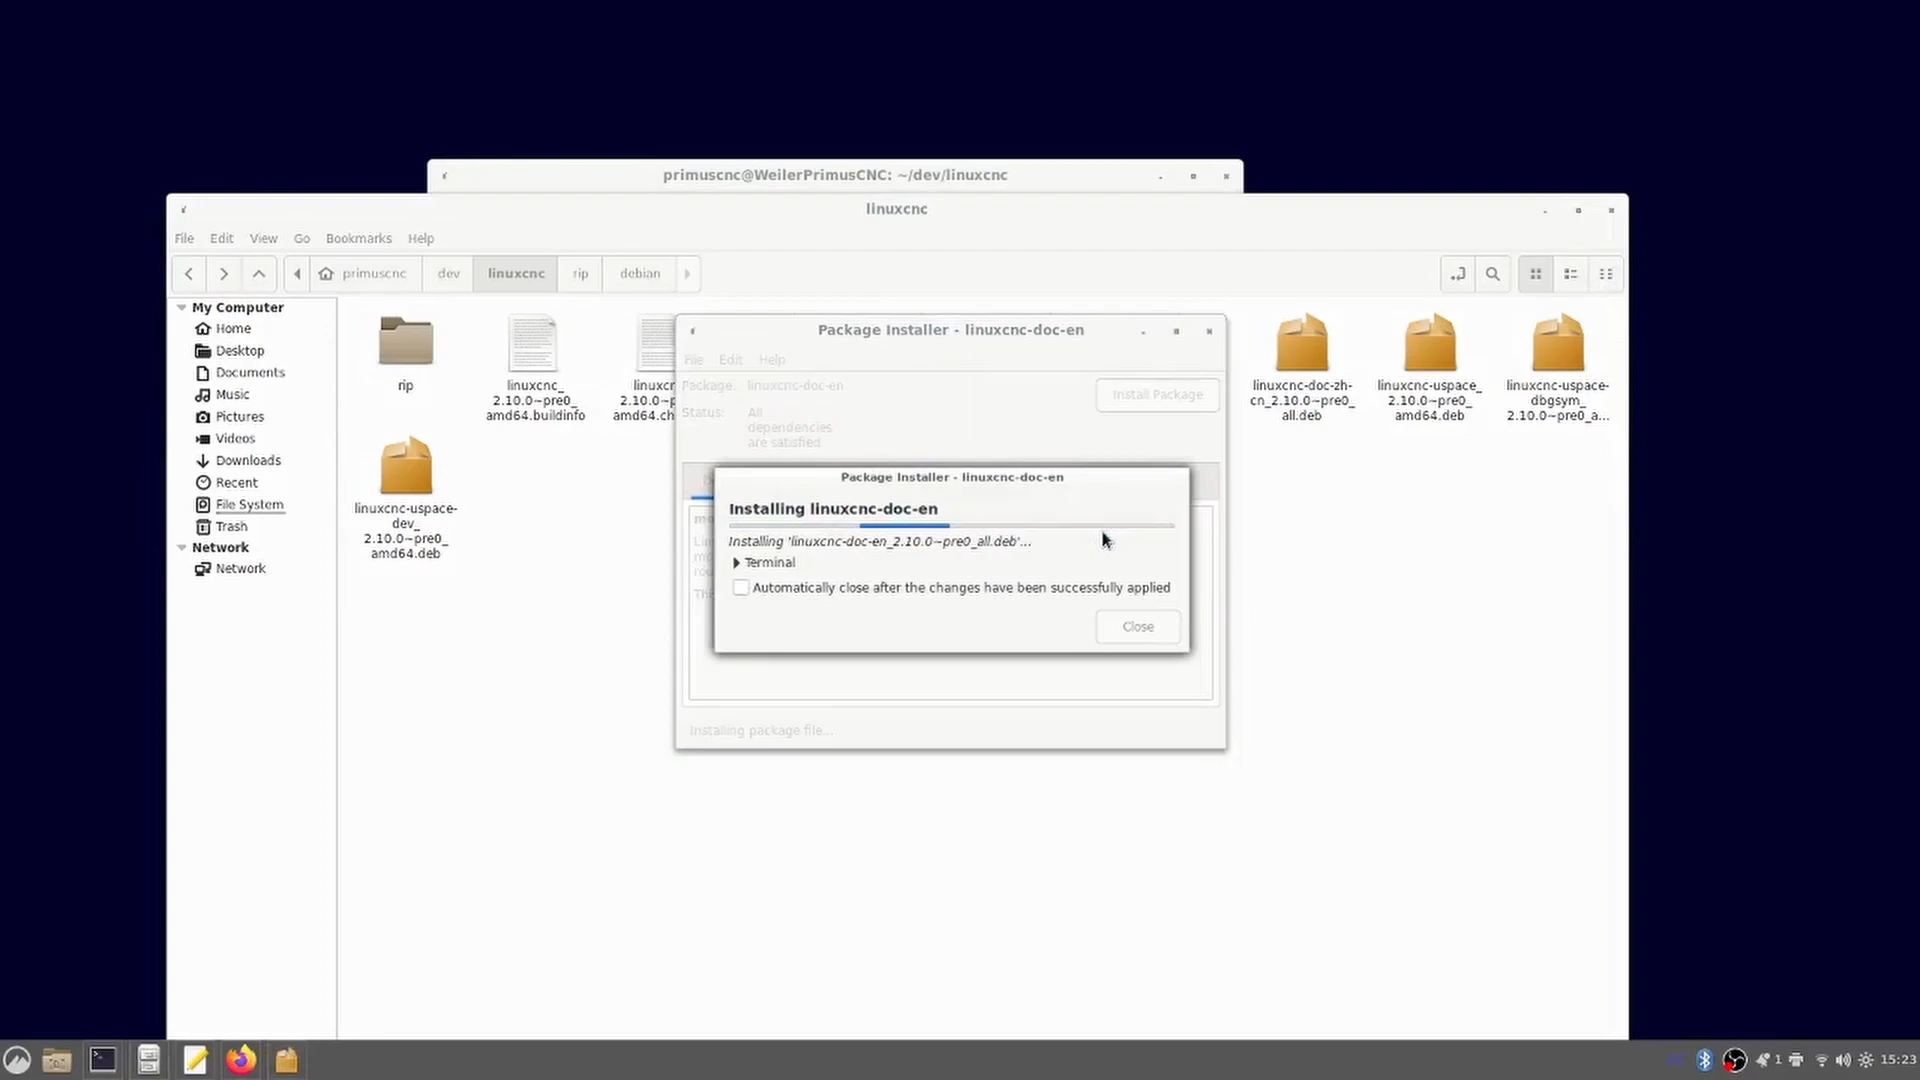 primuscnc@WeilerPrimusCNC: ~/dev/linuxcnc
linuxcnc
File Edit View Go Bookmarks Help
primuscnc dev linuxcnc rip debian
My Computer
Home
Desktop
Documents
Music
Pictures
Videos
Downloads
Recent
File System
Trash
Network
Network
rip
linuxcnc_
2.10.0~pre0_
amd64.buildinfo
linuxcn
2.10.0~p
amd64.ch
linuxcnc-doc-zh-
cn_2.10.0~pre0_
all.deb
linuxcnc-uspace_
2.10.0~pre0_
amd64.deb
linuxcnc-uspace-
dbgsym_
2.10.0~pre0_a...
linuxcnc-uspace-
dev_
2.10.0~pre0_
amd64.deb
Package Installer - linuxcnc-doc-en
File Edit Help
Package: linuxcnc-doc-en
Install Package
Status: All
dependencies
are satisfied
Package Installer - linuxcnc-doc-en
Installing linuxcnc-doc-en
Installing 'linuxcnc-doc-en_2.10.0~pre0_all.deb'...
Terminal
Automatically close after the changes have been successfully applied
Close
Installing package file...
1
15:23